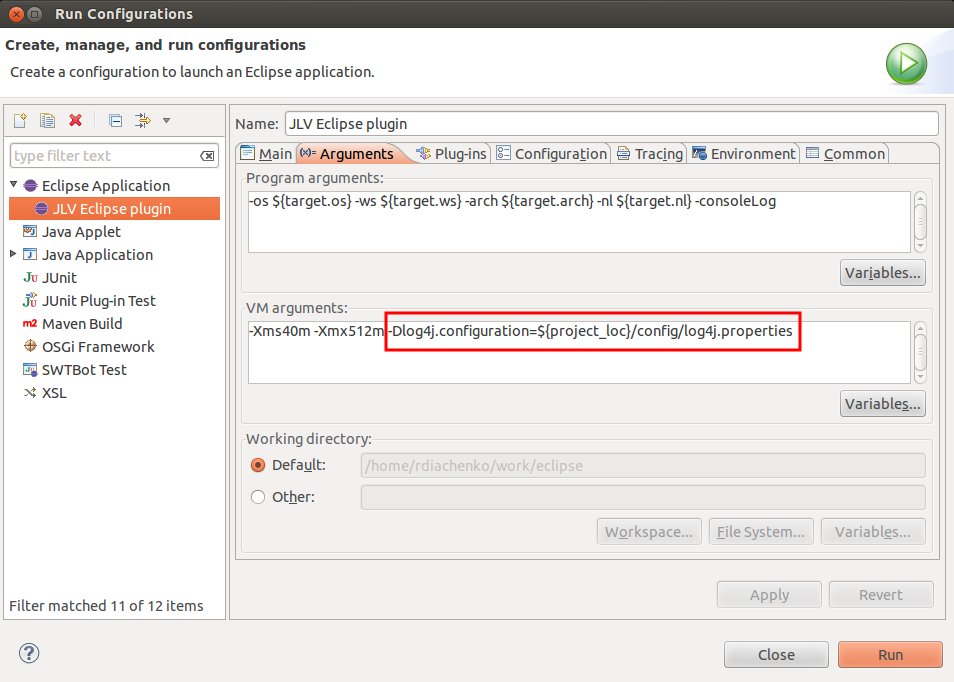 Run Configurations
Create, manage, and run configurations
Create a configuration to launch an Eclipse application.
type filter text
Eclipse Application
JLV Eclipse plugin
Java Applet
Java Application
JU JUnit
JU JUnit Plug-in Test
m2 Maven Build
OSGi Framework
SWTBot Test
XSL
Filter matched 11 of 12 items
Name: JLV Eclipse plugin
Main (x)= Arguments Plug-ins Configuration Tracing Environment Common
Program arguments:
-os ${target.os} -ws ${target.ws} -arch ${target.arch} -nl ${target.nl} -consoleLog
Variables...
VM arguments:
-Xms40m -Xmx512m -Dlog4j.configuration=${project_loc}/config/log4j.properties
Variables...
Working directory:
Default: /home/rdiachenko/work/eclipse
Other:
Workspace... File System... Variables...
Apply Revert
? Close Run